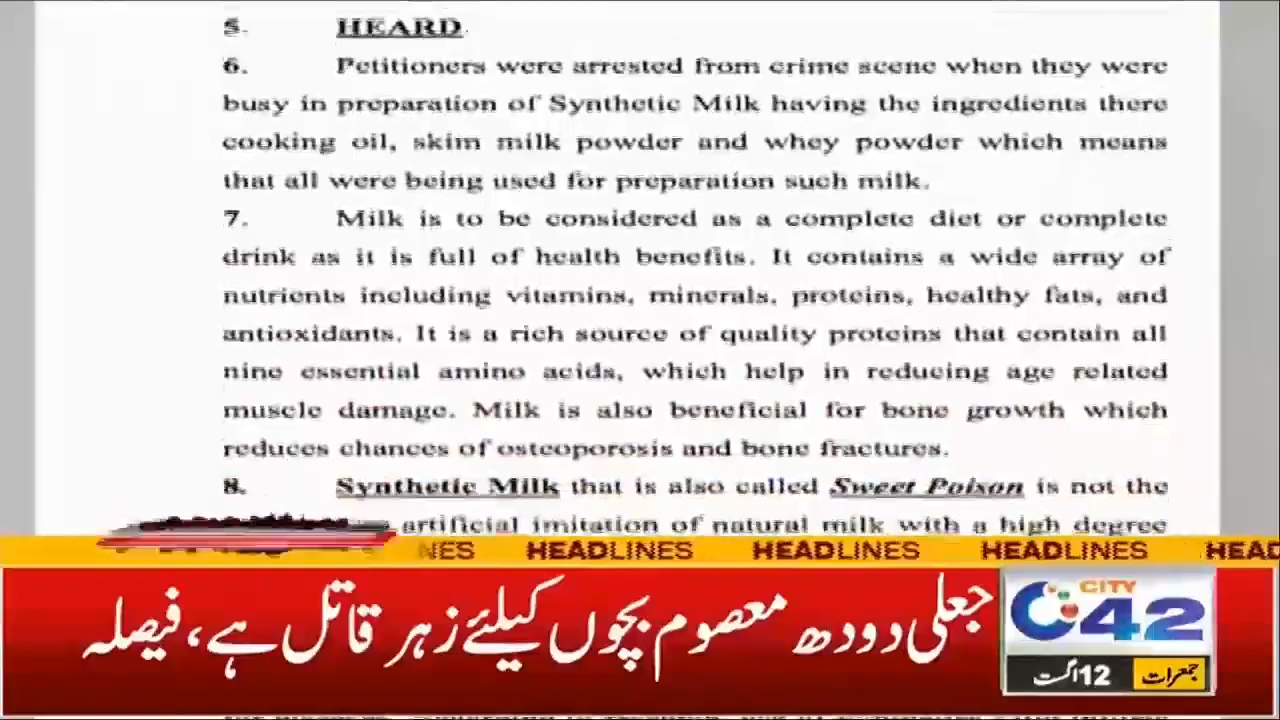 5. HEARD
6. Petitioners were arrested from crime scene when they were
busy in preparation of Synthetic Milk having the ingredients there
cooking oil, skim milk powder and whey powder which means
that all were being used for preparation such milk.
7. Milk is to be considered as a complete diet or complete
drink as it is full of health benefits. It contains a wide array of
nutrients including vitamins, minerals, proteins, healthy fats, and
antioxidants. It is a rich source of quality proteins that contain all
nine essential amino acids, which help in reducing age related
muscle damage. Milk is also beneficial for bone growth which
reduces chances of osteoporosis and bone fractures.
8. Synthetic Milk that is also called Sweet Poison is not the
artificial imitation of natural milk with a high degree
NES HEADLINES HEADLINES HEADLINES HEAD
جعلی دودھ معصوم بچوں کیلئے زہر قاتل ہے، فیصلہ
CITY
42
جمعرات 12 اگست